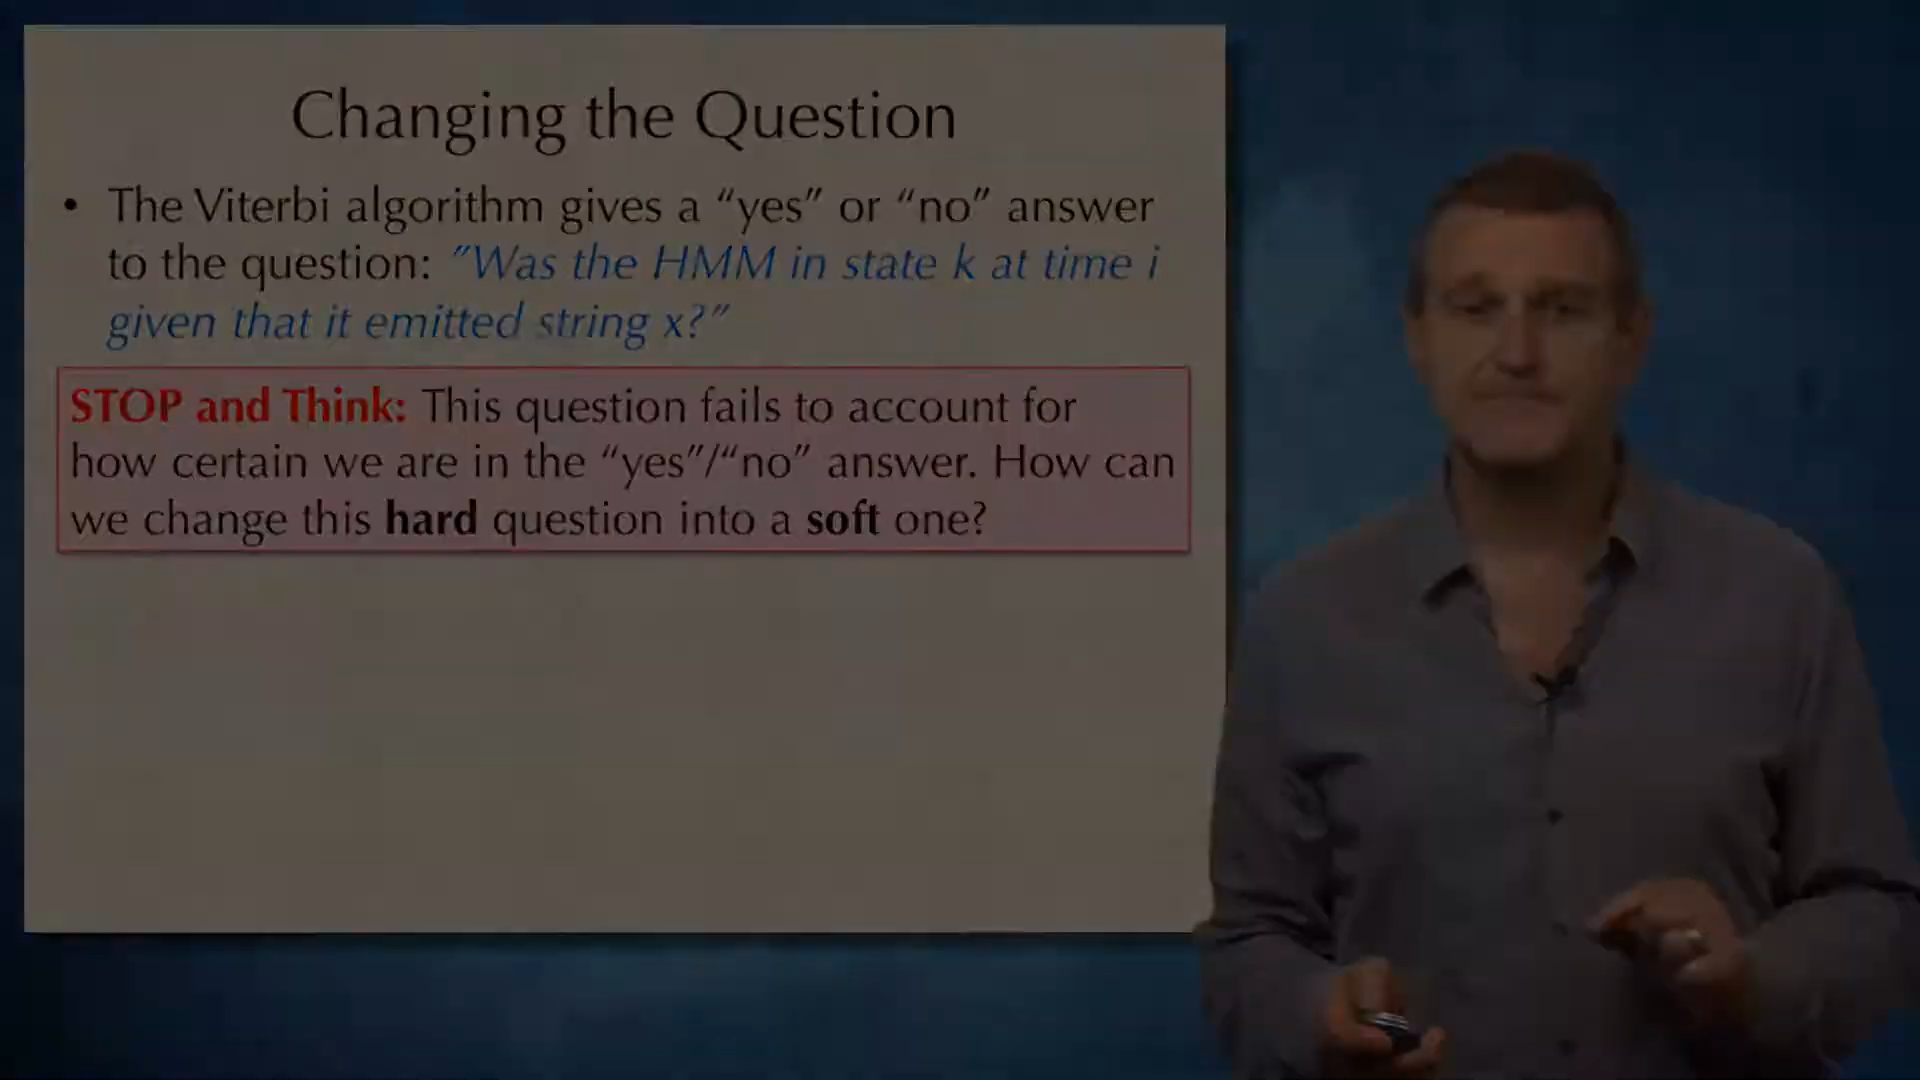 Changing the Question
• The Viterbi algorithm gives a “yes” or “no” answer
to the question: ”Was the HMM in state k at time i
given that it emitted string x?”
STOP and Think: This question fails to account for
how certain we are in the “yes”/“no” answer. How can
we change this hard question into a soft one?